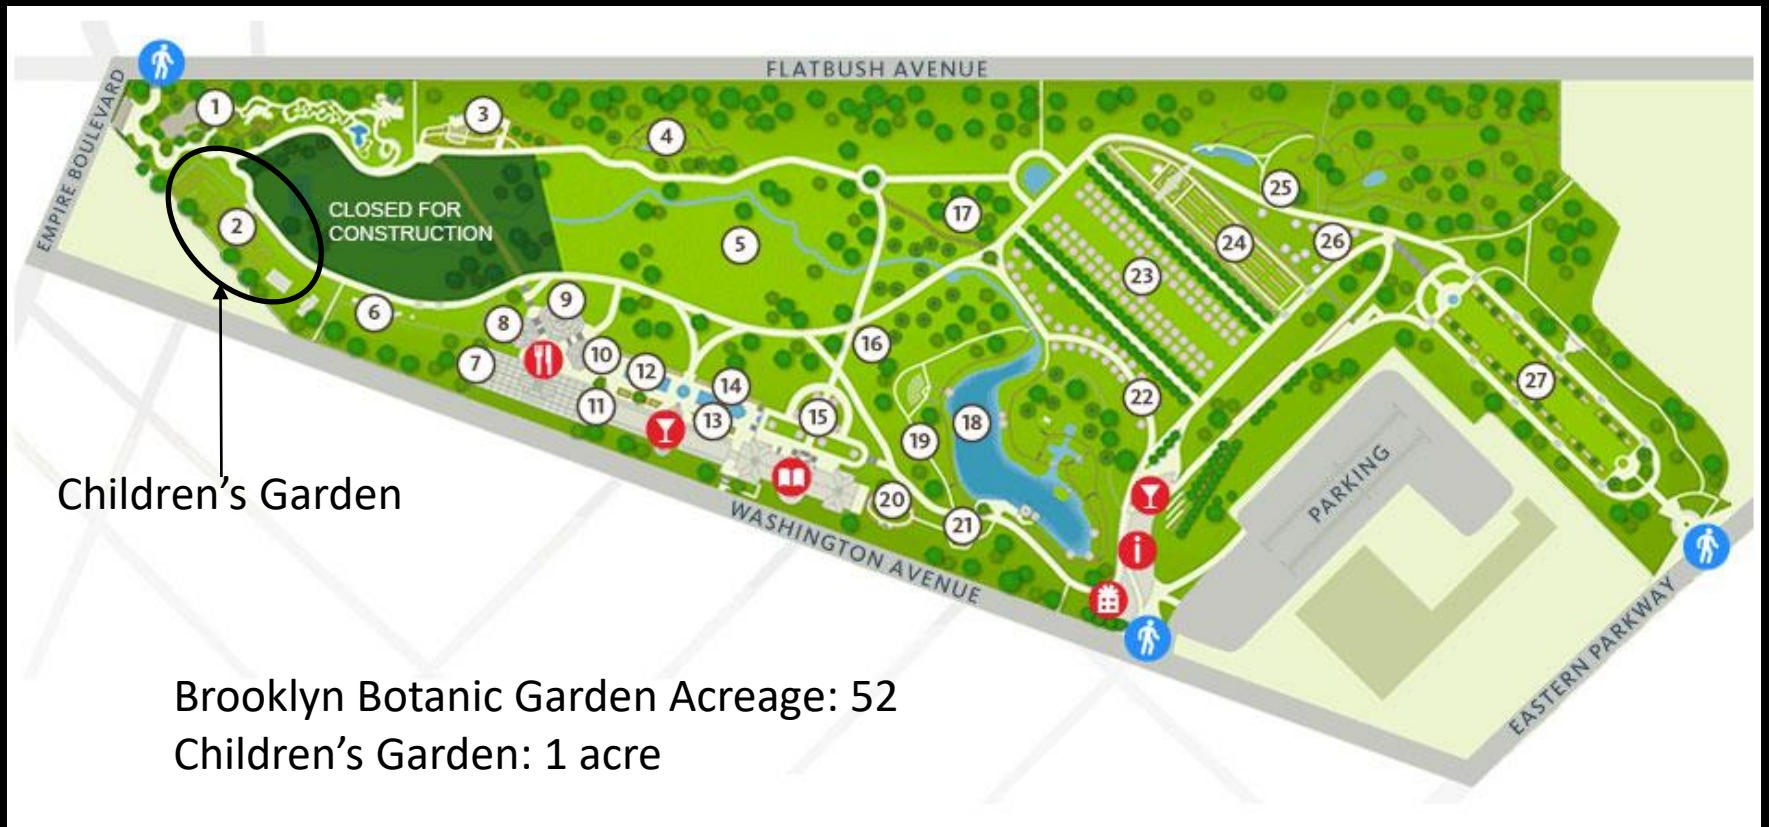 FLATBUSH AVENUE
EMPIRE BOULEVARD
1
3
4
2
CLOSED FOR
CONSTRUCTION
5
17
25
24
26
23
6
9
8
7
10
12
14
11
13
15
16
22
18
19
27
20
21
i
PARKING
Children’s Garden
WASHINGTON AVENUE
EASTERN PARKWAY
Brooklyn Botanic Garden Acreage: 52
Children’s Garden: 1 acre